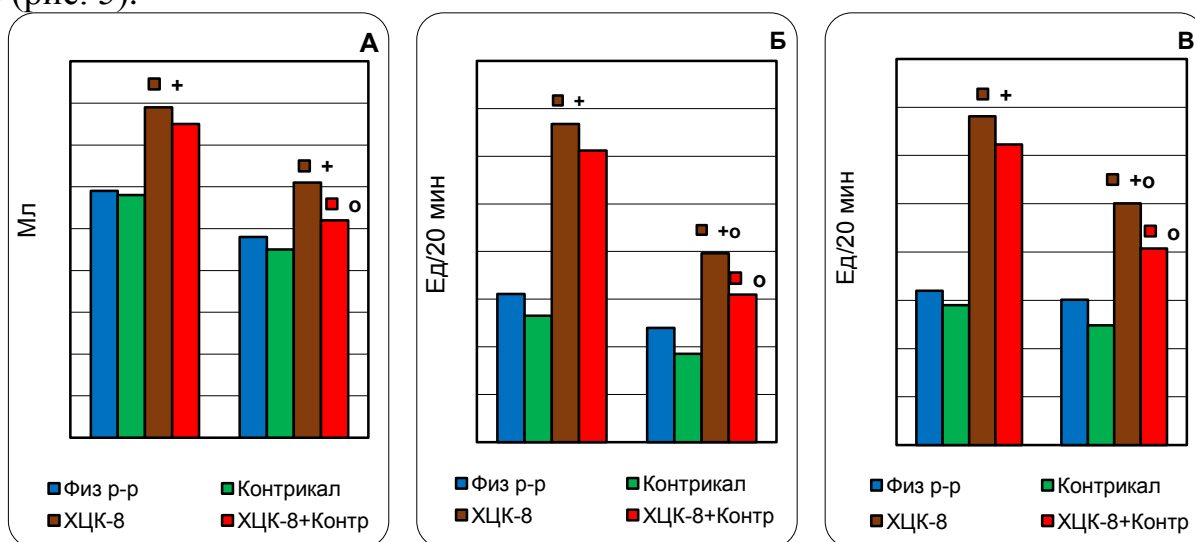 (рис. 5).
А
+
+
о
Мл
Физ р-р Контрикал
ХЦК-8 ХЦК-8+Контр
Б
+
+о
о
Ед/20 мин
Физ р-р Контрикал
ХЦК-8 ХЦК-8+Контр
В
+
+о
о
Ед/20 мин
Физ р-р Контрикал
ХЦК-8 ХЦК-8+Контр